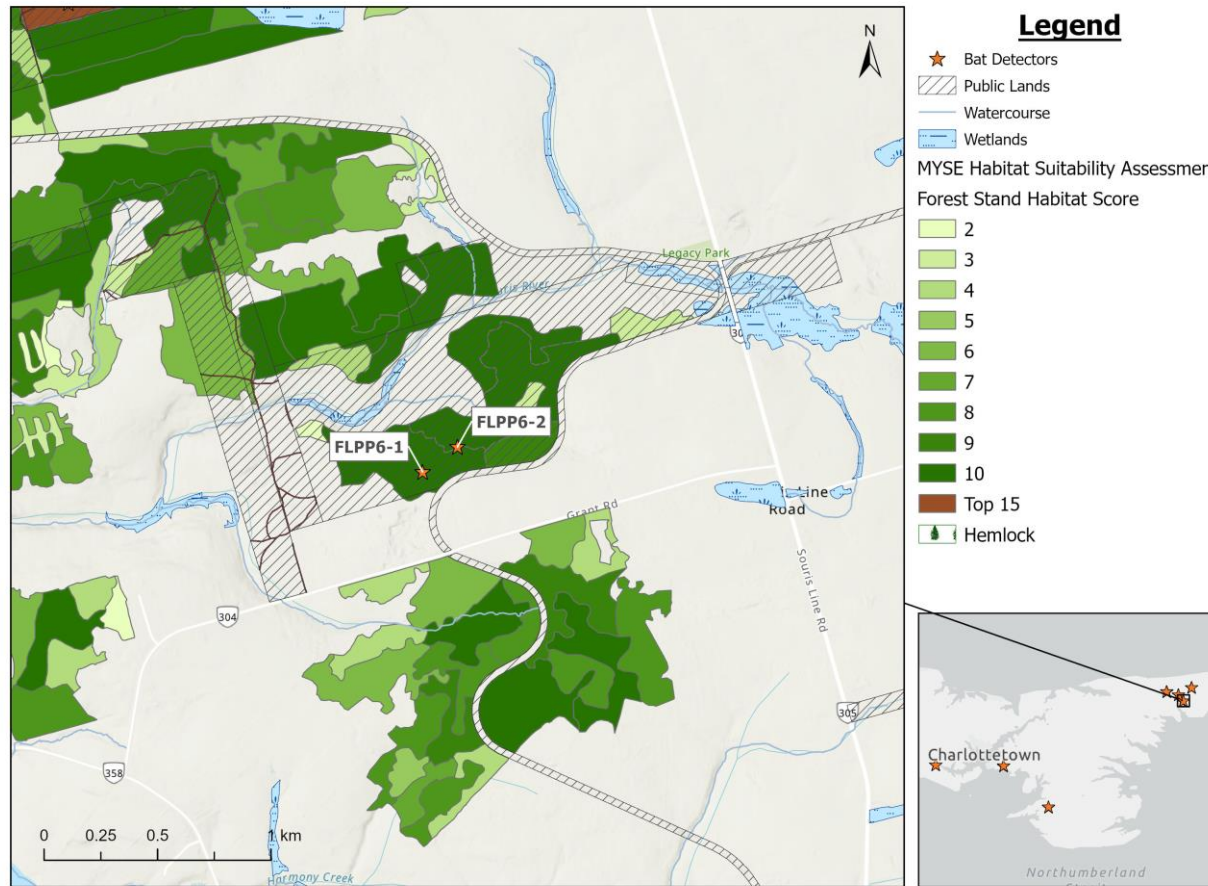 N
Legacy Park
River
FLPP6-2
FLPP6-1
Line
Road
Grant Rd
304
Souris Line Rd
305
358
0 0.25 0.5 1 km
Harmony Creek
Legend
Bat Detectors
Public Lands
Watercourse
Wetlands
MYSE Habitat Suitability Assessmen
Forest Stand Habitat Score
2
3
4
5
6
7
8
9
10
Top 15
Hemlock
Charlottetown
Northumberland